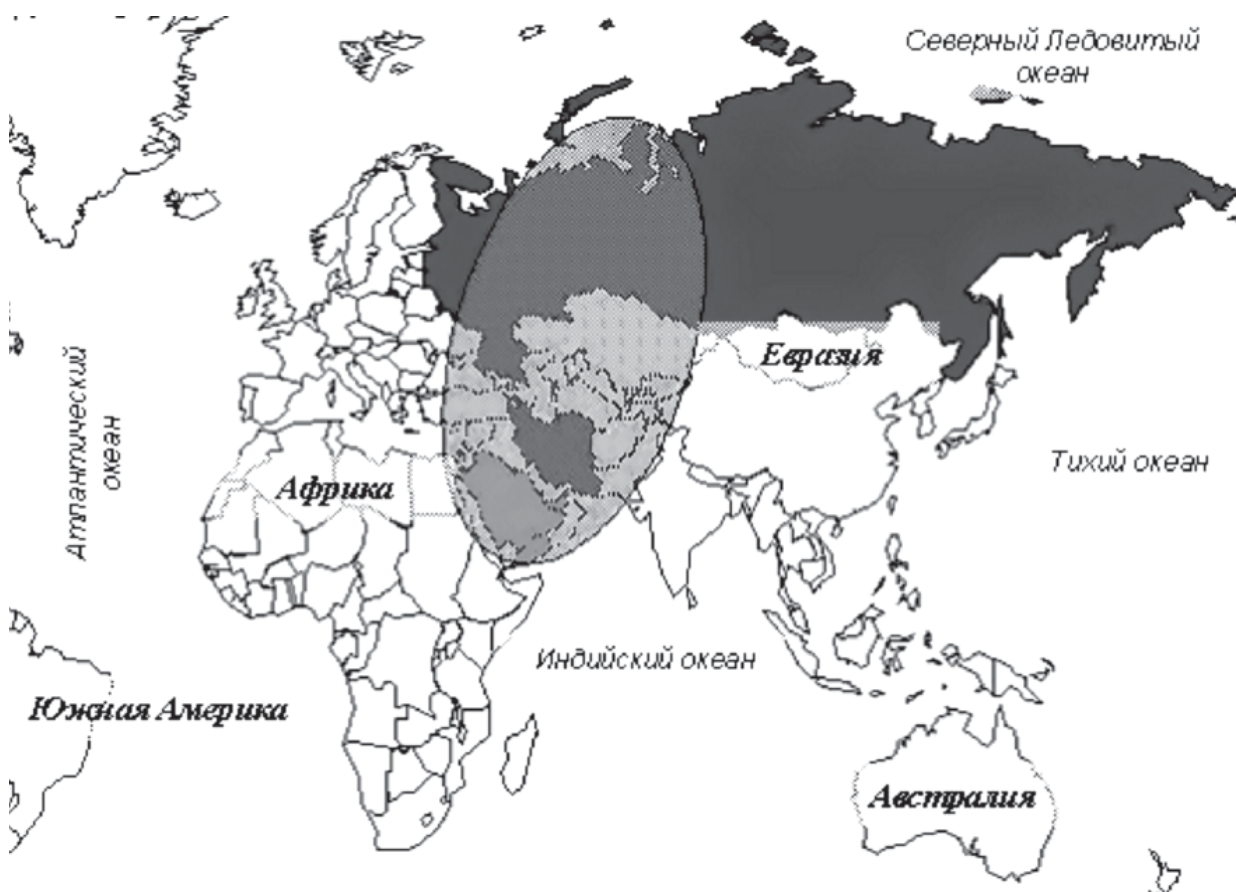 Северный Ледовитый
океан
Евразия
Атлантический
океан
Африка
Тихий океан
Индийский океан
Южная Америка
Австралия